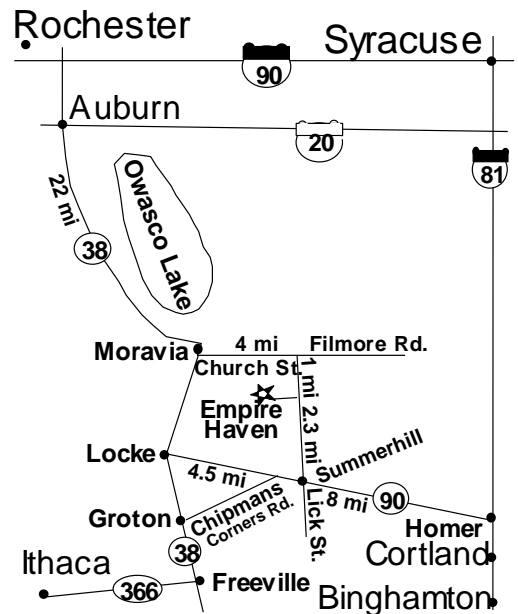 Rochester
Syracuse
90
Auburn
20
81
22 mi
Owasco Lake
38
Moravia
4 mi
Filmore Rd.
Church St.
1 mi
2.3 mi
Empire
Haven
Locke
4.5 mi
Summerhill
Chipmans
Corners Rd.
Lick St.
8 mi
90
Groton
Homer
38
Ithaca
Cortland
366
Freeville
Binghamton